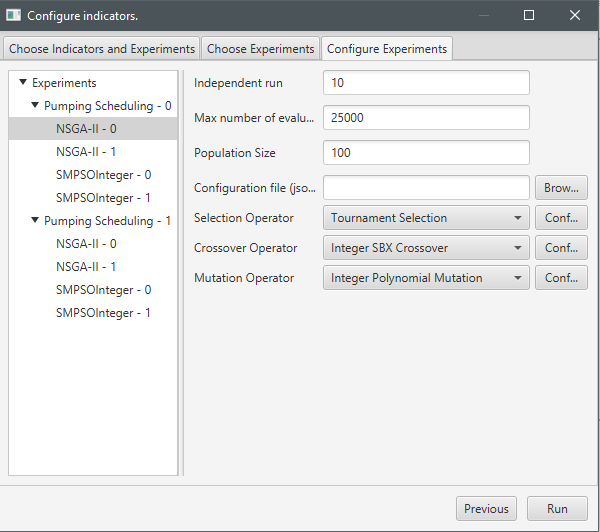 Configure indicators.
Choose Indicators and Experiments
Choose Experiments
Configure Experiments
Experiments
Pumping Scheduling - 0
NSGA-II - 0
NSGA-II - 1
SMPSOInteger - 0
SMPSOInteger - 1
Pumping Scheduling - 1
NSGA-II - 0
NSGA-II - 1
SMPSOInteger - 0
SMPSOInteger - 1
Independent run
10
Max number of evalu...
25000
Population Size
100
Configuration file (jso...
Brow...
Selection Operator
Tournament Selection
Conf...
Crossover Operator
Integer SBX Crossover
Conf...
Mutation Operator
Integer Polynomial Mutation
Conf...
Previous
Run